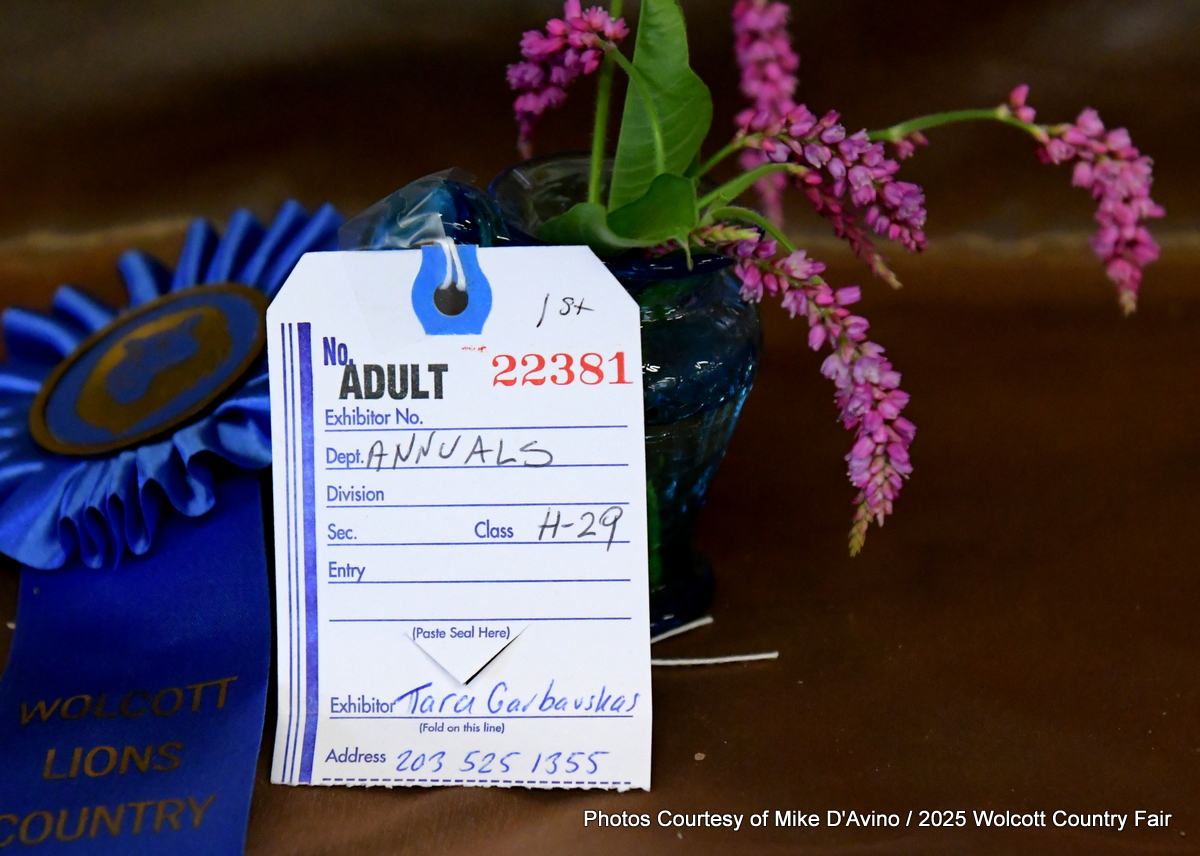 1st
No.
ADULT 22381
Exhibitor No.
Dept. ANNUALS
Division
Sec. Class H-29
Entry
(Paste Seal Here)
Exhibitor Tara Garbauskas
(Fold on this line)
Address 203 525 1355
WOLCOTT
LIONS
COUNTRY
Photos Courtesy of Mike D'Avino / 2025 Wolcott Country Fair